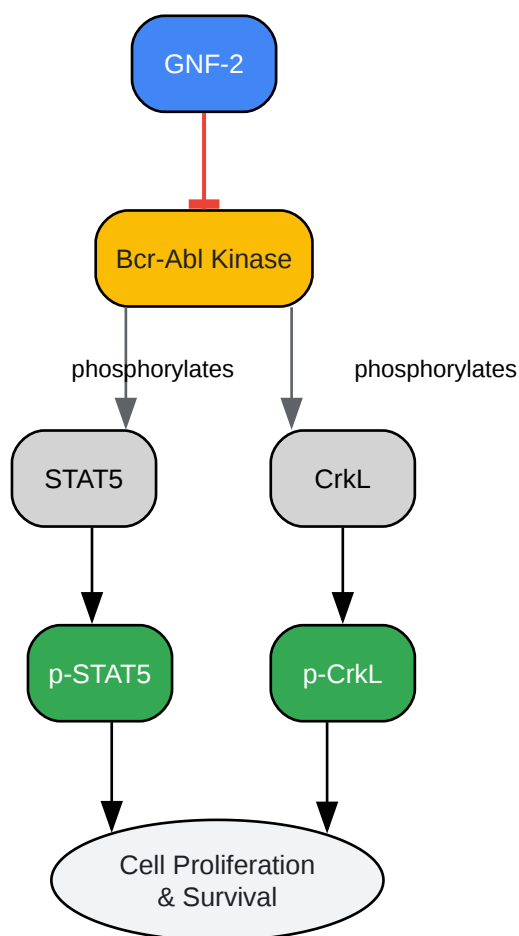 GNF-2
Bcr-Abl Kinase
phosphorylates
phosphorylates
STAT5
CrkL
p-STAT5
p-CrkL
Cell Proliferation
& Survival